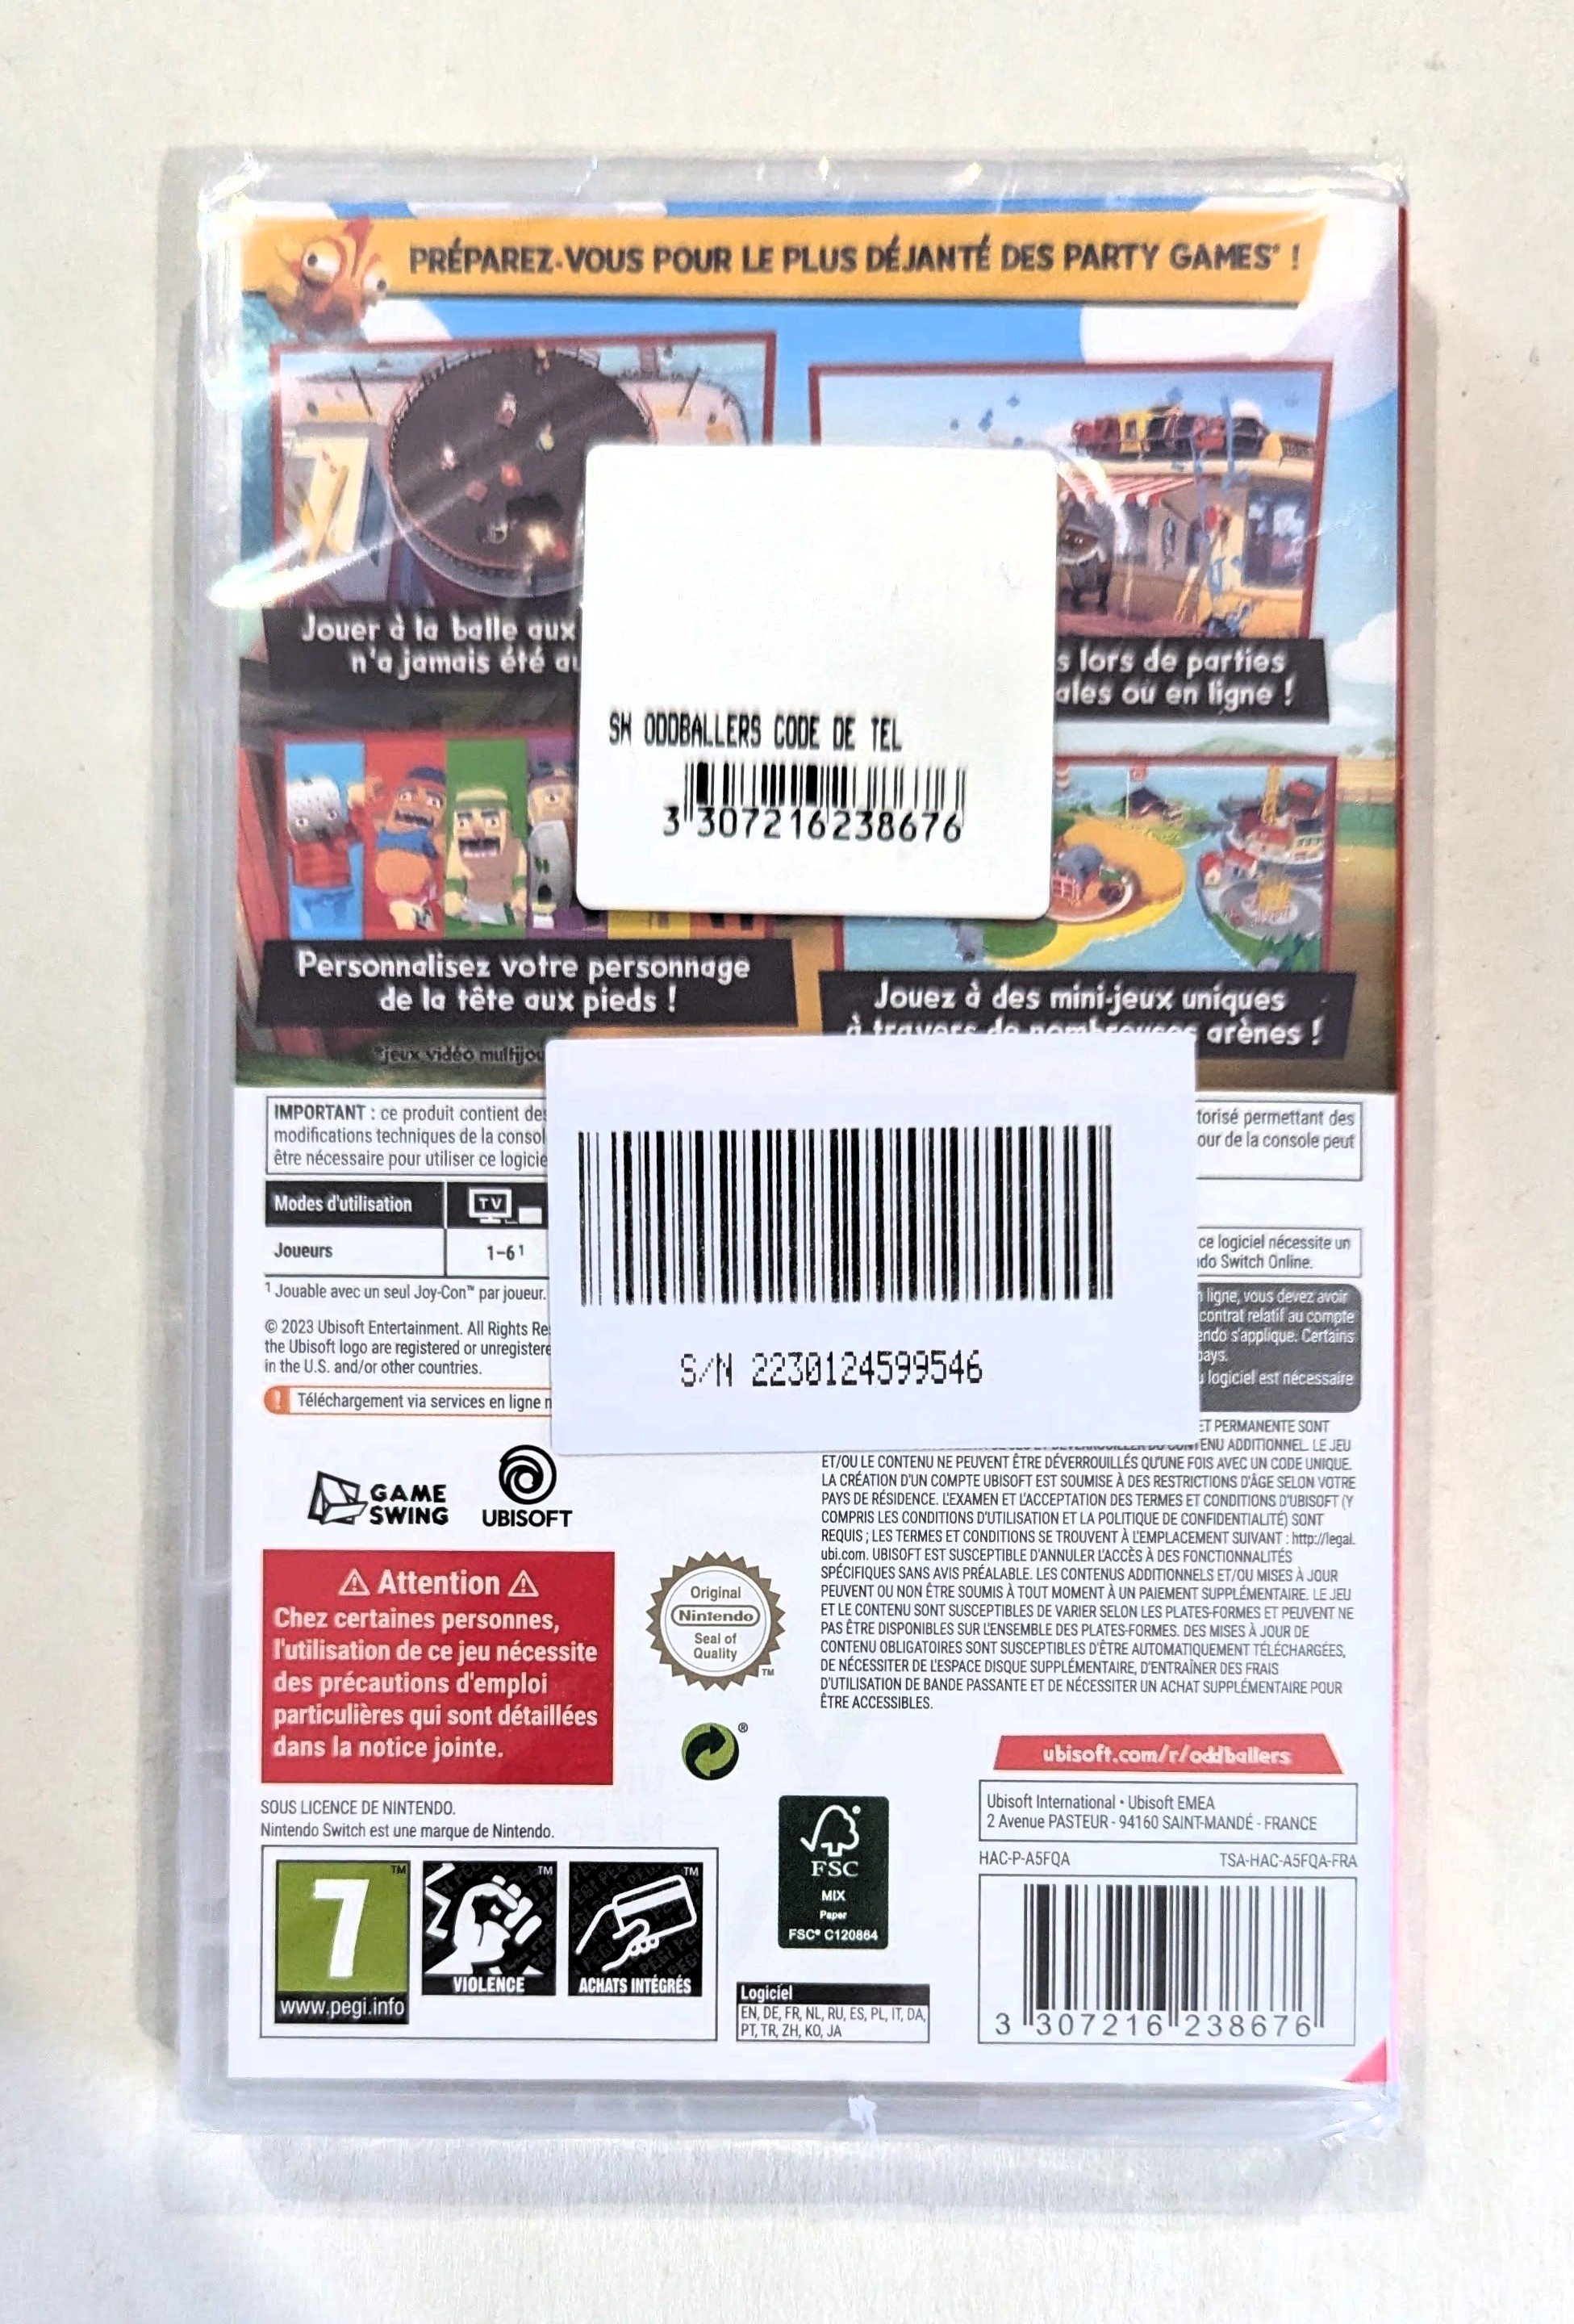 PRÉPAREZ-VOUS POUR LE PLUS DÉJANTÉ DES PARTY GAMES* !
Jouer à la balle aux
n'a jamais été
s lors de parties
ales ou en ligne !
SW ODDBALLERS CODE DE TEL
3 307216 238676
Personnalisez votre personnage
de la tête aux pieds !
Jouez à des mini-jeux uniques
à travers de nombreuses arènes !
*jeux vidéo multijou
IMPORTANT : ce produit contient des
modifications techniques de la consol
être nécessaire pour utiliser ce logicie
torisé permettant des
our de la console peut
Modes d'utilisation
TV
Joueurs
1-6¹
¹ Jouable avec un seul Joy-Con™ par joueur.
ce logiciel nécessite un
do Switch Online.
ligne, vous devez avoir
contrat relatif au compte
endo s'applique. Certains
pays.
logiciel est nécessaire
© 2023 Ubisoft Entertainment. All Rights Re
the Ubisoft logo are registered or unregistere
in the U.S. and/or other countries.
! Téléchargement via services en ligne
S/N 2230124599546
GAME
SWING
UBISOFT
ET PERMANENTE SONT
DU CONTENU ADDITIONNEL. LE JEU
ET/OU LE CONTENU NE PEUVENT ÊTRE DÉVERROUILLÉS QU'UNE FOIS AVEC UN CODE UNIQUE.
LA CRÉATION D'UN COMPTE UBISOFT EST SOUMISE À DES RESTRICTIONS D'ÂGE SELON VOTRE
PAYS DE RÉSIDENCE. L'EXAMEN ET L'ACCEPTATION DES TERMES ET CONDITIONS D'UBISOFT (Y
COMPRIS LES CONDITIONS D'UTILISATION ET LA POLITIQUE DE CONFIDENTIALITÉ) SONT
REQUIS ; LES TERMES ET CONDITIONS SE TROUVENT À L'EMPLACEMENT SUIVANT : http://legal.
ubi.com. UBISOFT EST SUSCEPTIBLE D'ANNULER L'ACCÈS À DES FONCTIONNALITÉS
SPÉCIFIQUES SANS AVIS PRÉALABLE. LES CONTENUS ADDITIONNELS ET/OU MISES À JOUR
PEUVENT OU NON ÊTRE SOUMIS À TOUT MOMENT À UN PAIEMENT SUPPLÉMENTAIRE. LE JEU
ET LE CONTENU SONT SUSCEPTIBLES DE VARIER SELON LES PLATES-FORMES ET PEUVENT NE
PAS ÊTRE DISPONIBLES SUR L'ENSEMBLE DES PLATES-FORMES. DES MISES À JOUR DE
CONTENU OBLIGATOIRES SONT SUSCEPTIBLES D'ÊTRE AUTOMATIQUEMENT TÉLÉCHARGÉES,
DE NÉCESSITER DE L'ESPACE DISQUE SUPPLÉMENTAIRE, D'ENTRAÎNER DES FRAIS
D'UTILISATION DE BANDE PASSANTE ET DE NÉCESSITER UN ACHAT SUPPLÉMENTAIRE POUR
ÊTRE ACCESSIBLES.
⚠ Attention ⚠
Chez certaines personnes,
l'utilisation de ce jeu nécessite
des précautions d'emploi
particulières qui sont détaillées
dans la notice jointe.
Original
Nintendo
Seal of
Quality
™
®
SOUS LICENCE DE NINTENDO.
Nintendo Switch est une marque de Nintendo.
ubisoft.com/r/oddballers
Ubisoft International • Ubisoft EMEA
2 Avenue PASTEUR - 94160 SAINT-MANDÉ - FRANCE
HAC-P-A5FQA
TSA-HAC-A5FQA-FRA
7 ™
www.pegi.info
™
VIOLENCE
™
ACHATS INTÉGRÉS
FSC
MIX
Paper
FSC® C120864
Logiciel
EN, DE, FR, NL, RU, ES, PL, IT, DA,
PT, TR, ZH, KO, JA
3 307216 238676